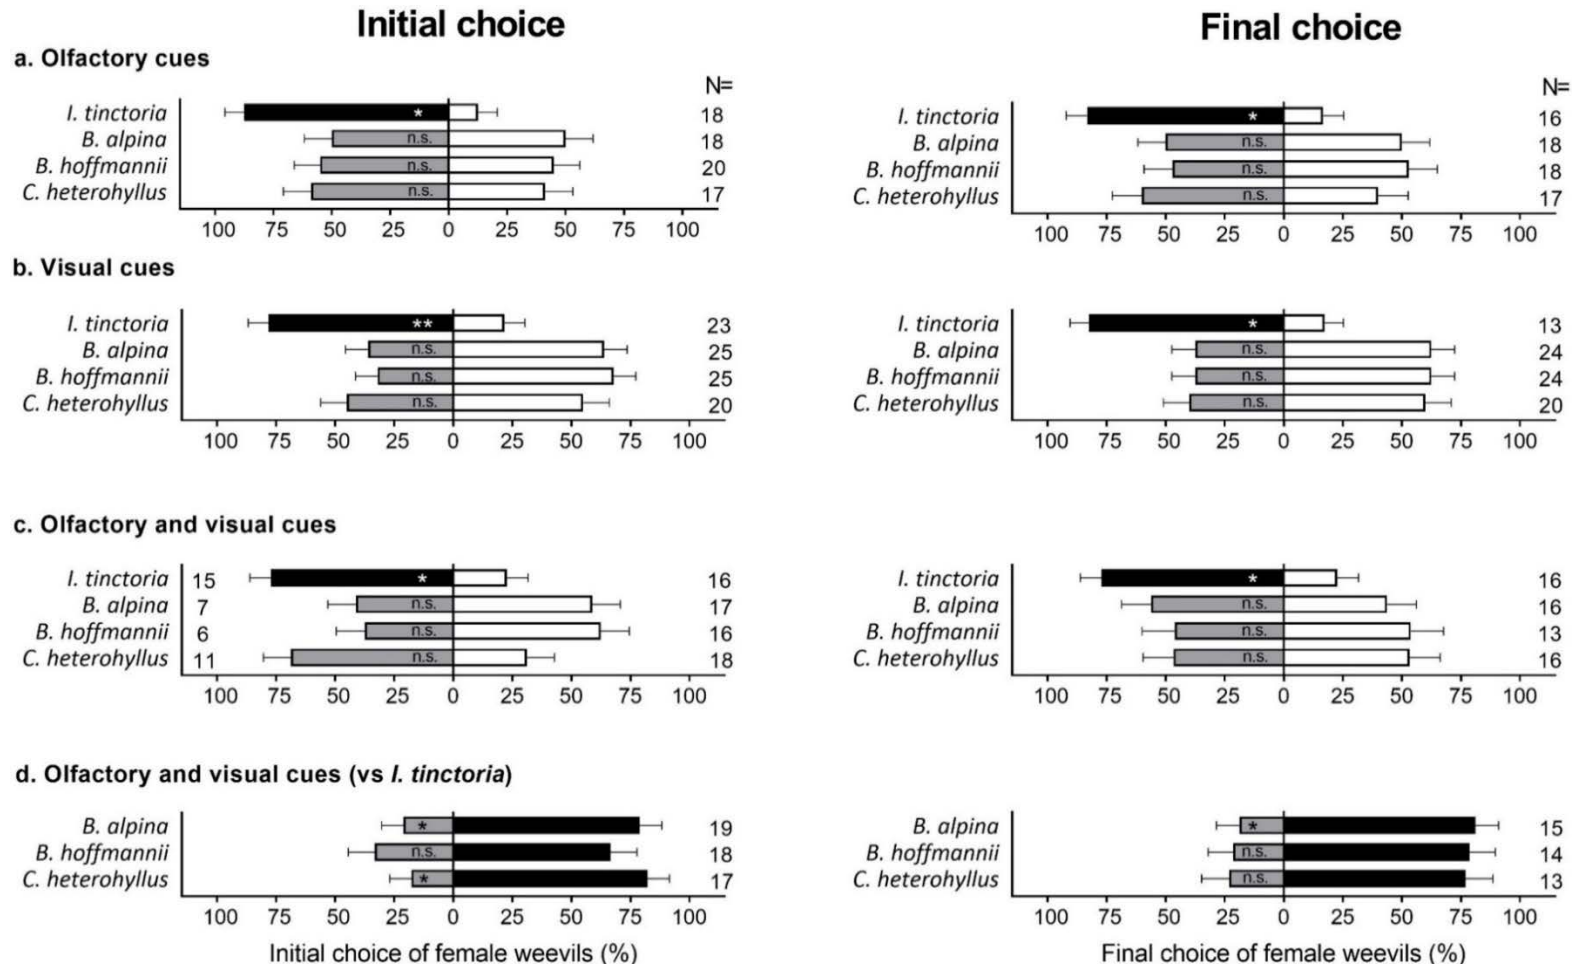 Initial choice
Final choice
a. Olfactory cues
N=
I. tinctoria * 18
B. alpina n.s. 18
B. hoffmannii n.s. 20
C. heterohyllus n.s. 17
100 75 50 25 0 25 50 75 100
N=
I. tinctoria * 16
B. alpina n.s. 18
B. hoffmannii n.s. 18
C. heterohyllus n.s. 17
100 75 50 25 0 25 50 75 100
b. Visual cues
I. tinctoria ** 23
B. alpina n.s. 25
B. hoffmannii n.s. 25
C. heterohyllus n.s. 20
100 75 50 25 0 25 50 75 100
I. tinctoria * 13
B. alpina n.s. 24
B. hoffmannii n.s. 24
C. heterohyllus n.s. 20
100 75 50 25 0 25 50 75 100
c. Olfactory and visual cues
I. tinctoria 15 * 16
B. alpina 7 n.s. 17
B. hoffmannii 6 n.s. 16
C. heterohyllus 11 n.s. 18
100 75 50 25 0 25 50 75 100
I. tinctoria * 16
B. alpina n.s. 16
B. hoffmannii n.s. 13
C. heterohyllus n.s. 16
100 75 50 25 0 25 50 75 100
d. Olfactory and visual cues (vs I. tinctoria)
B. alpina * 19
B. hoffmannii n.s. 18
C. heterohyllus * 17
100 75 50 25 0 25 50 75 100
Initial choice of female weevils (%)
B. alpina * 15
B. hoffmannii n.s. 14
C. heterohyllus n.s. 13
100 75 50 25 0 25 50 75 100
Final choice of female weevils (%)